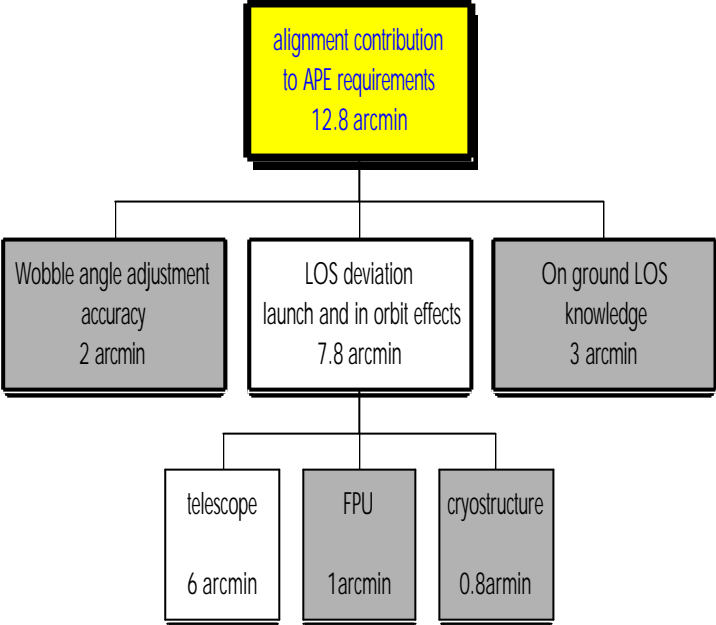 alignment contribution
to APE requirements
12.8 arcmin
Wobble angle adjustment
accuracy
2 arcmin
LOS deviation
launch and in orbit effects
7.8 arcmin
On ground LOS
knowledge
3 arcmin
telescope
6 arcmin
FPU
1arcmin
cryostructure
0.8armin